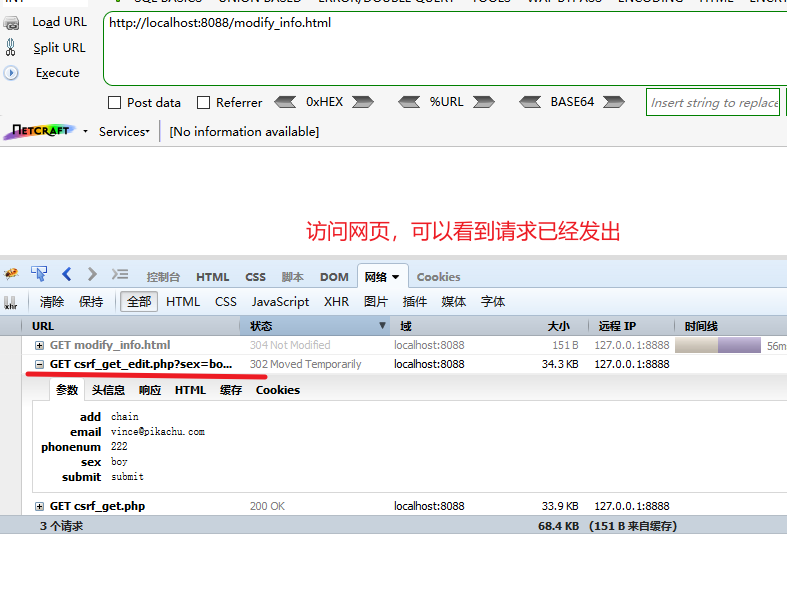 INT SQL BASICS UNION BASED ERROR/DOUBLE QUERY TOOLS WAF BYPASS ENCODING HTML ENCRY
Load URL http://localhost:8088/modify_info.html
Split URL
Execute
Post data Referrer 0xHEX %URL BASE64 Insert string to replace
NETCRAFT Services [No information available]
访问网页，可以看到请求已经发出
控制台 HTML CSS 脚本 DOM 网络 Cookies
xhr 清除 保持 全部 HTML CSS JavaScript XHR 图片 插件 媒体 字体
URL 状态 域 大小 远程 IP 时间线
GET modify_info.html 304 Not Modified localhost:8088 151 B 127.0.0.1:8888 56m
GET csrf_get_edit.php?sex=bo... 302 Moved Temporarily localhost:8088 34.3 KB 127.0.0.1:8888
参数 头信息 响应 HTML 缓存 Cookies
add chain
email vince@pikachu.com
phonenum 222
sex boy
submit submit
GET csrf_get.php 200 OK localhost:8088 33.9 KB 127.0.0.1:8888
3 个请求 68.4 KB (151 B 来自缓存)